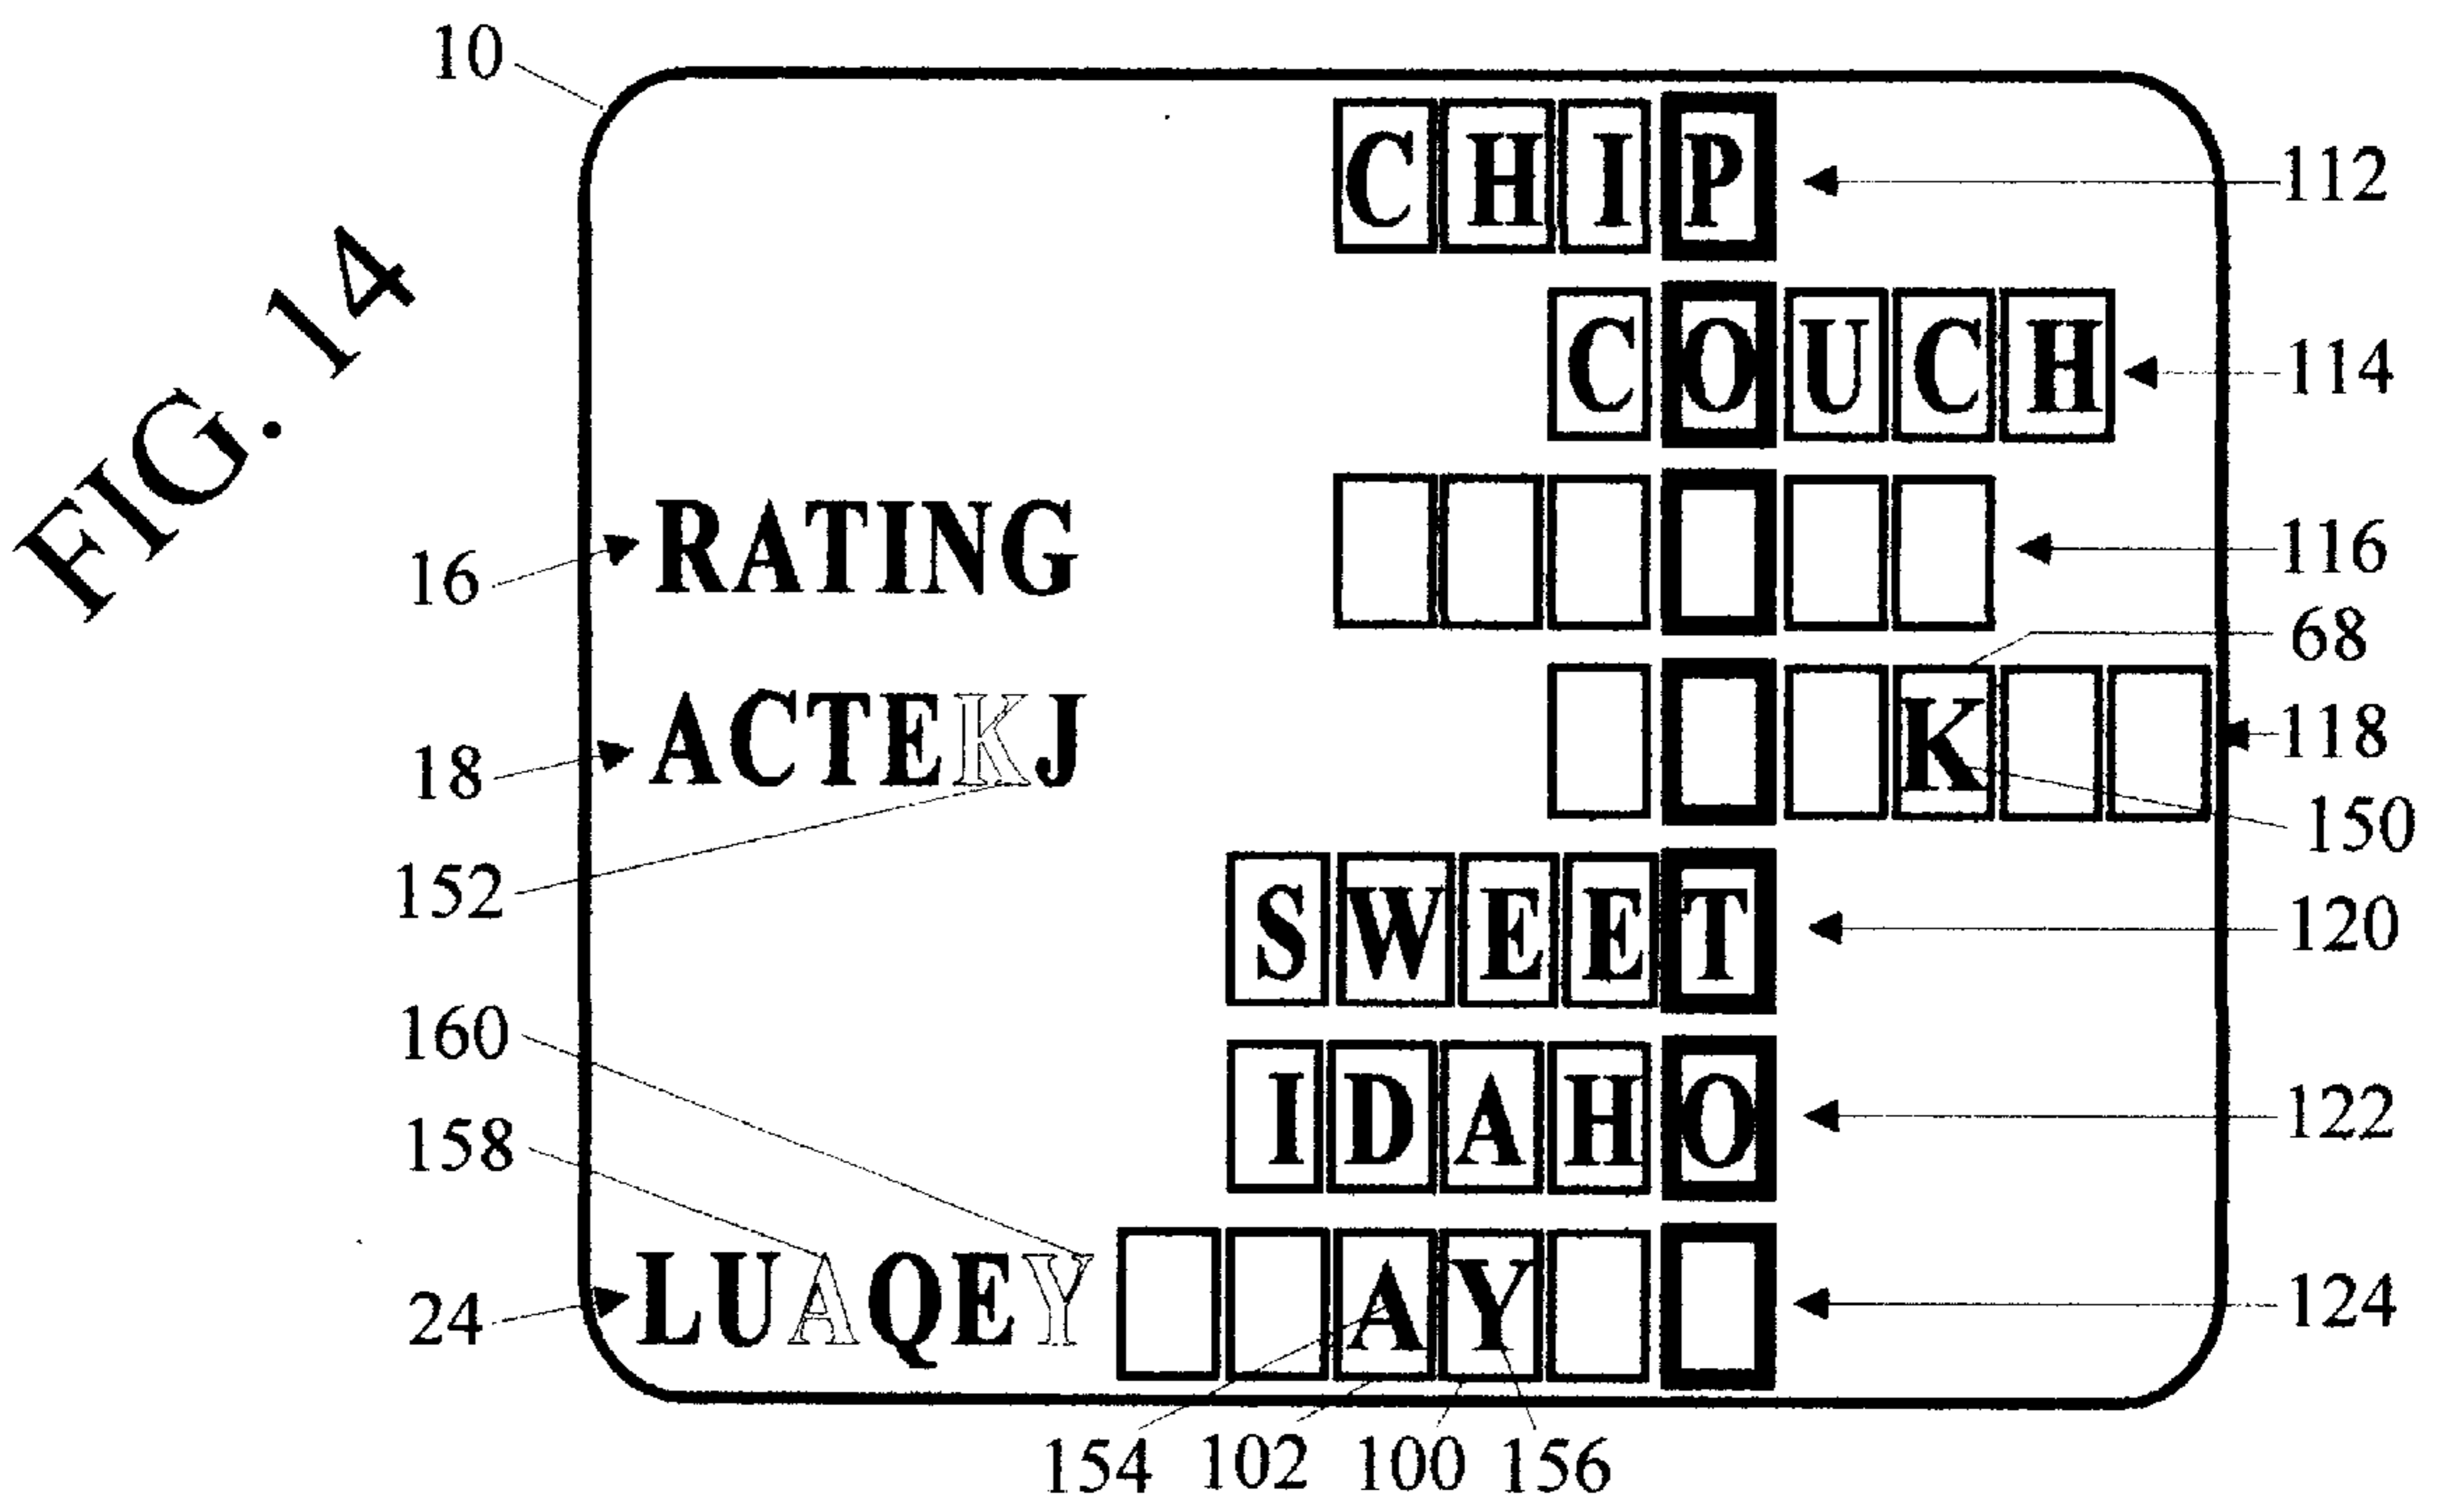 FIG. 14
10
CHIP
112
COUCH
114
16
RATING
116
68
18
ACTEKJ
K
118
150
152
SWEET
120
160
IDAHO
122
158
24
LUAQEY
AY
124
154 102 100 156